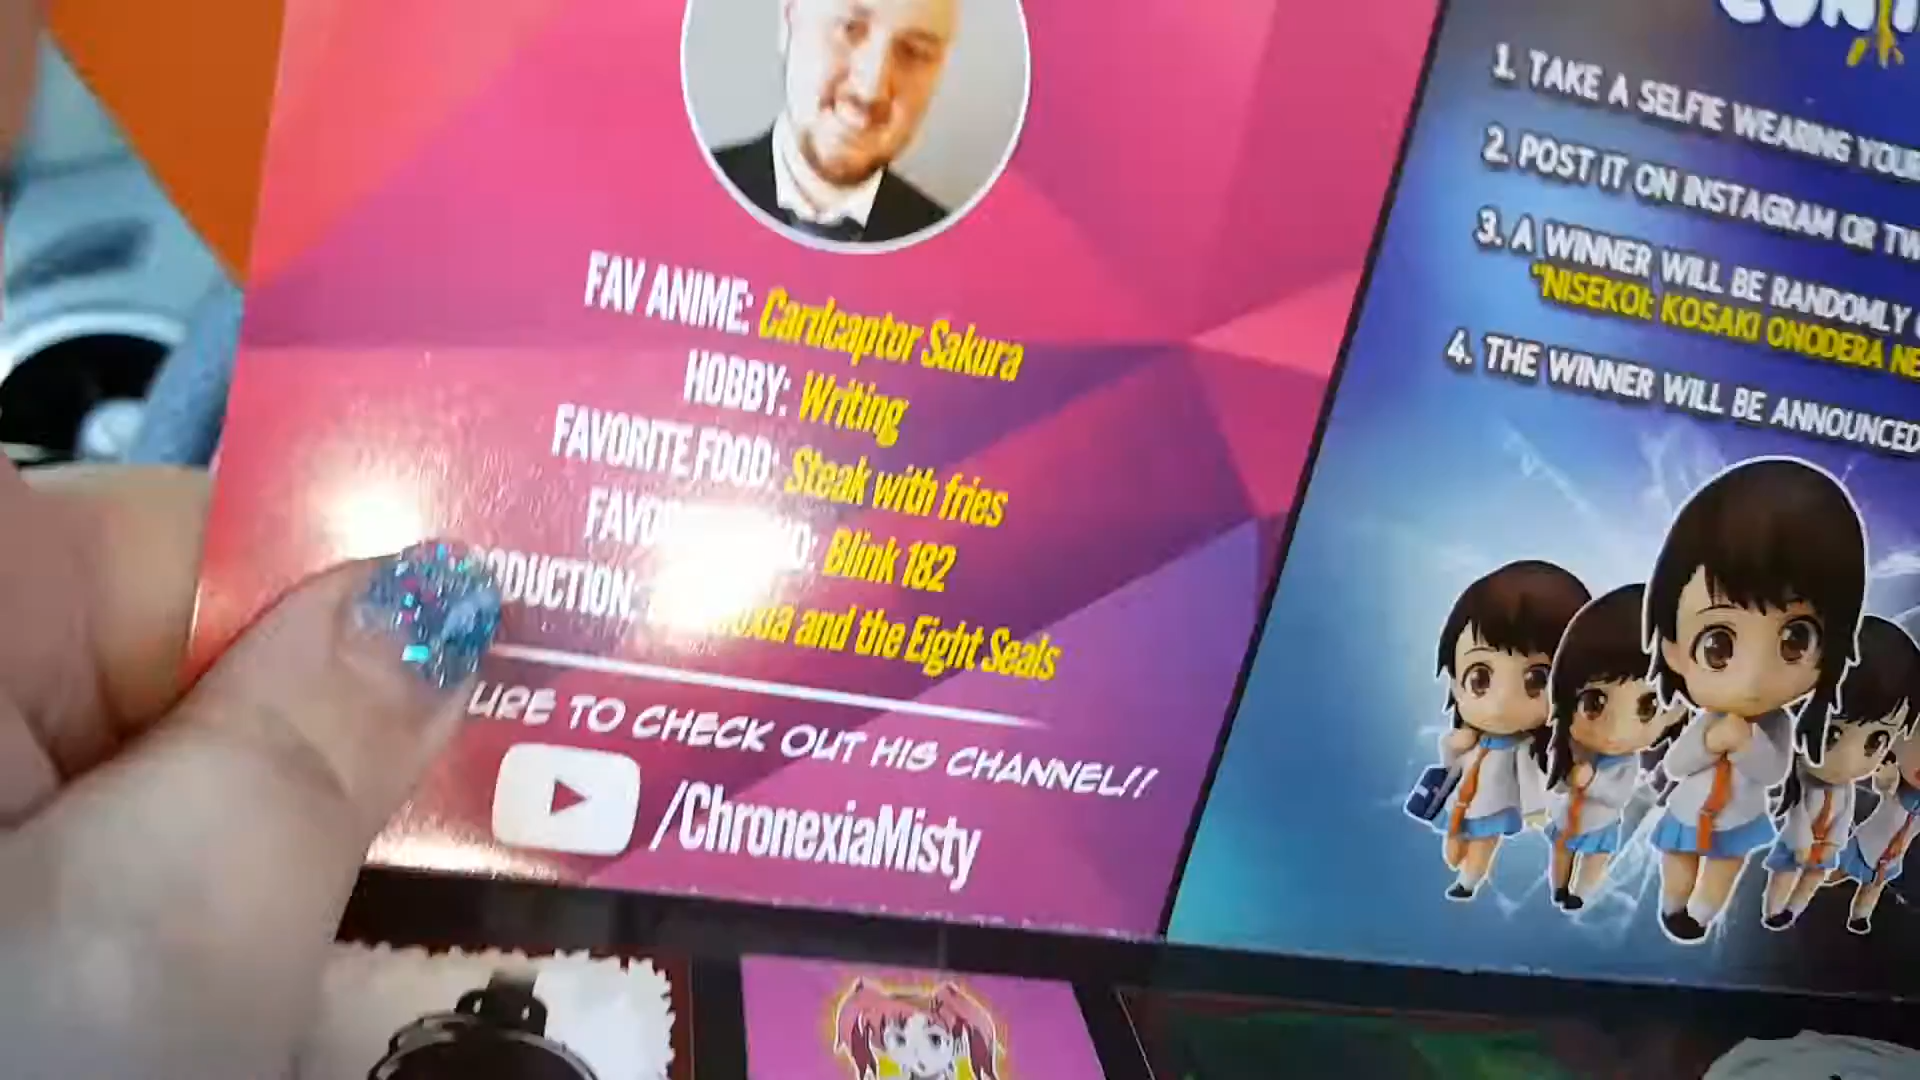 FAV ANIME: Cardcaptor Sakura
HOBBY: Writing
FAVORITE FOOD: Steak with fries
Blink 182
and the Eight Seals
TO CHECK OUT HIS CHANNEL!!
/ChronexiaMisty
1. TAKE A SELFIE WEARING YOUR
2. POST IT ON INSTAGRAM OR
3. A WINNER WILL BE RANDOMLY
"NISEKOI: KOSAKI ONODERA
4. THE WINNER WILL BE ANNOUNCED